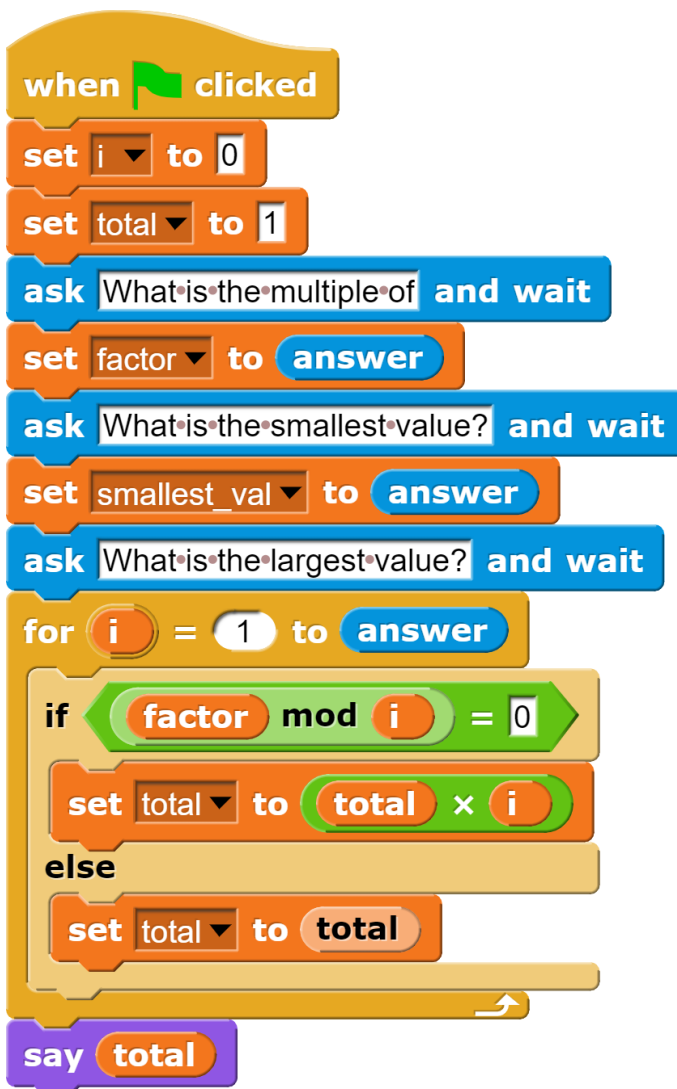 when clicked
set i to 0
set total to 1
ask What is the multiple of and wait
set factor to answer
ask What is the smallest value? and wait
set smallest_val to answer
ask What is the largest value? and wait
for i = 1 to answer
if factor mod i = 0
set total to total × i
else
set total to total
say total